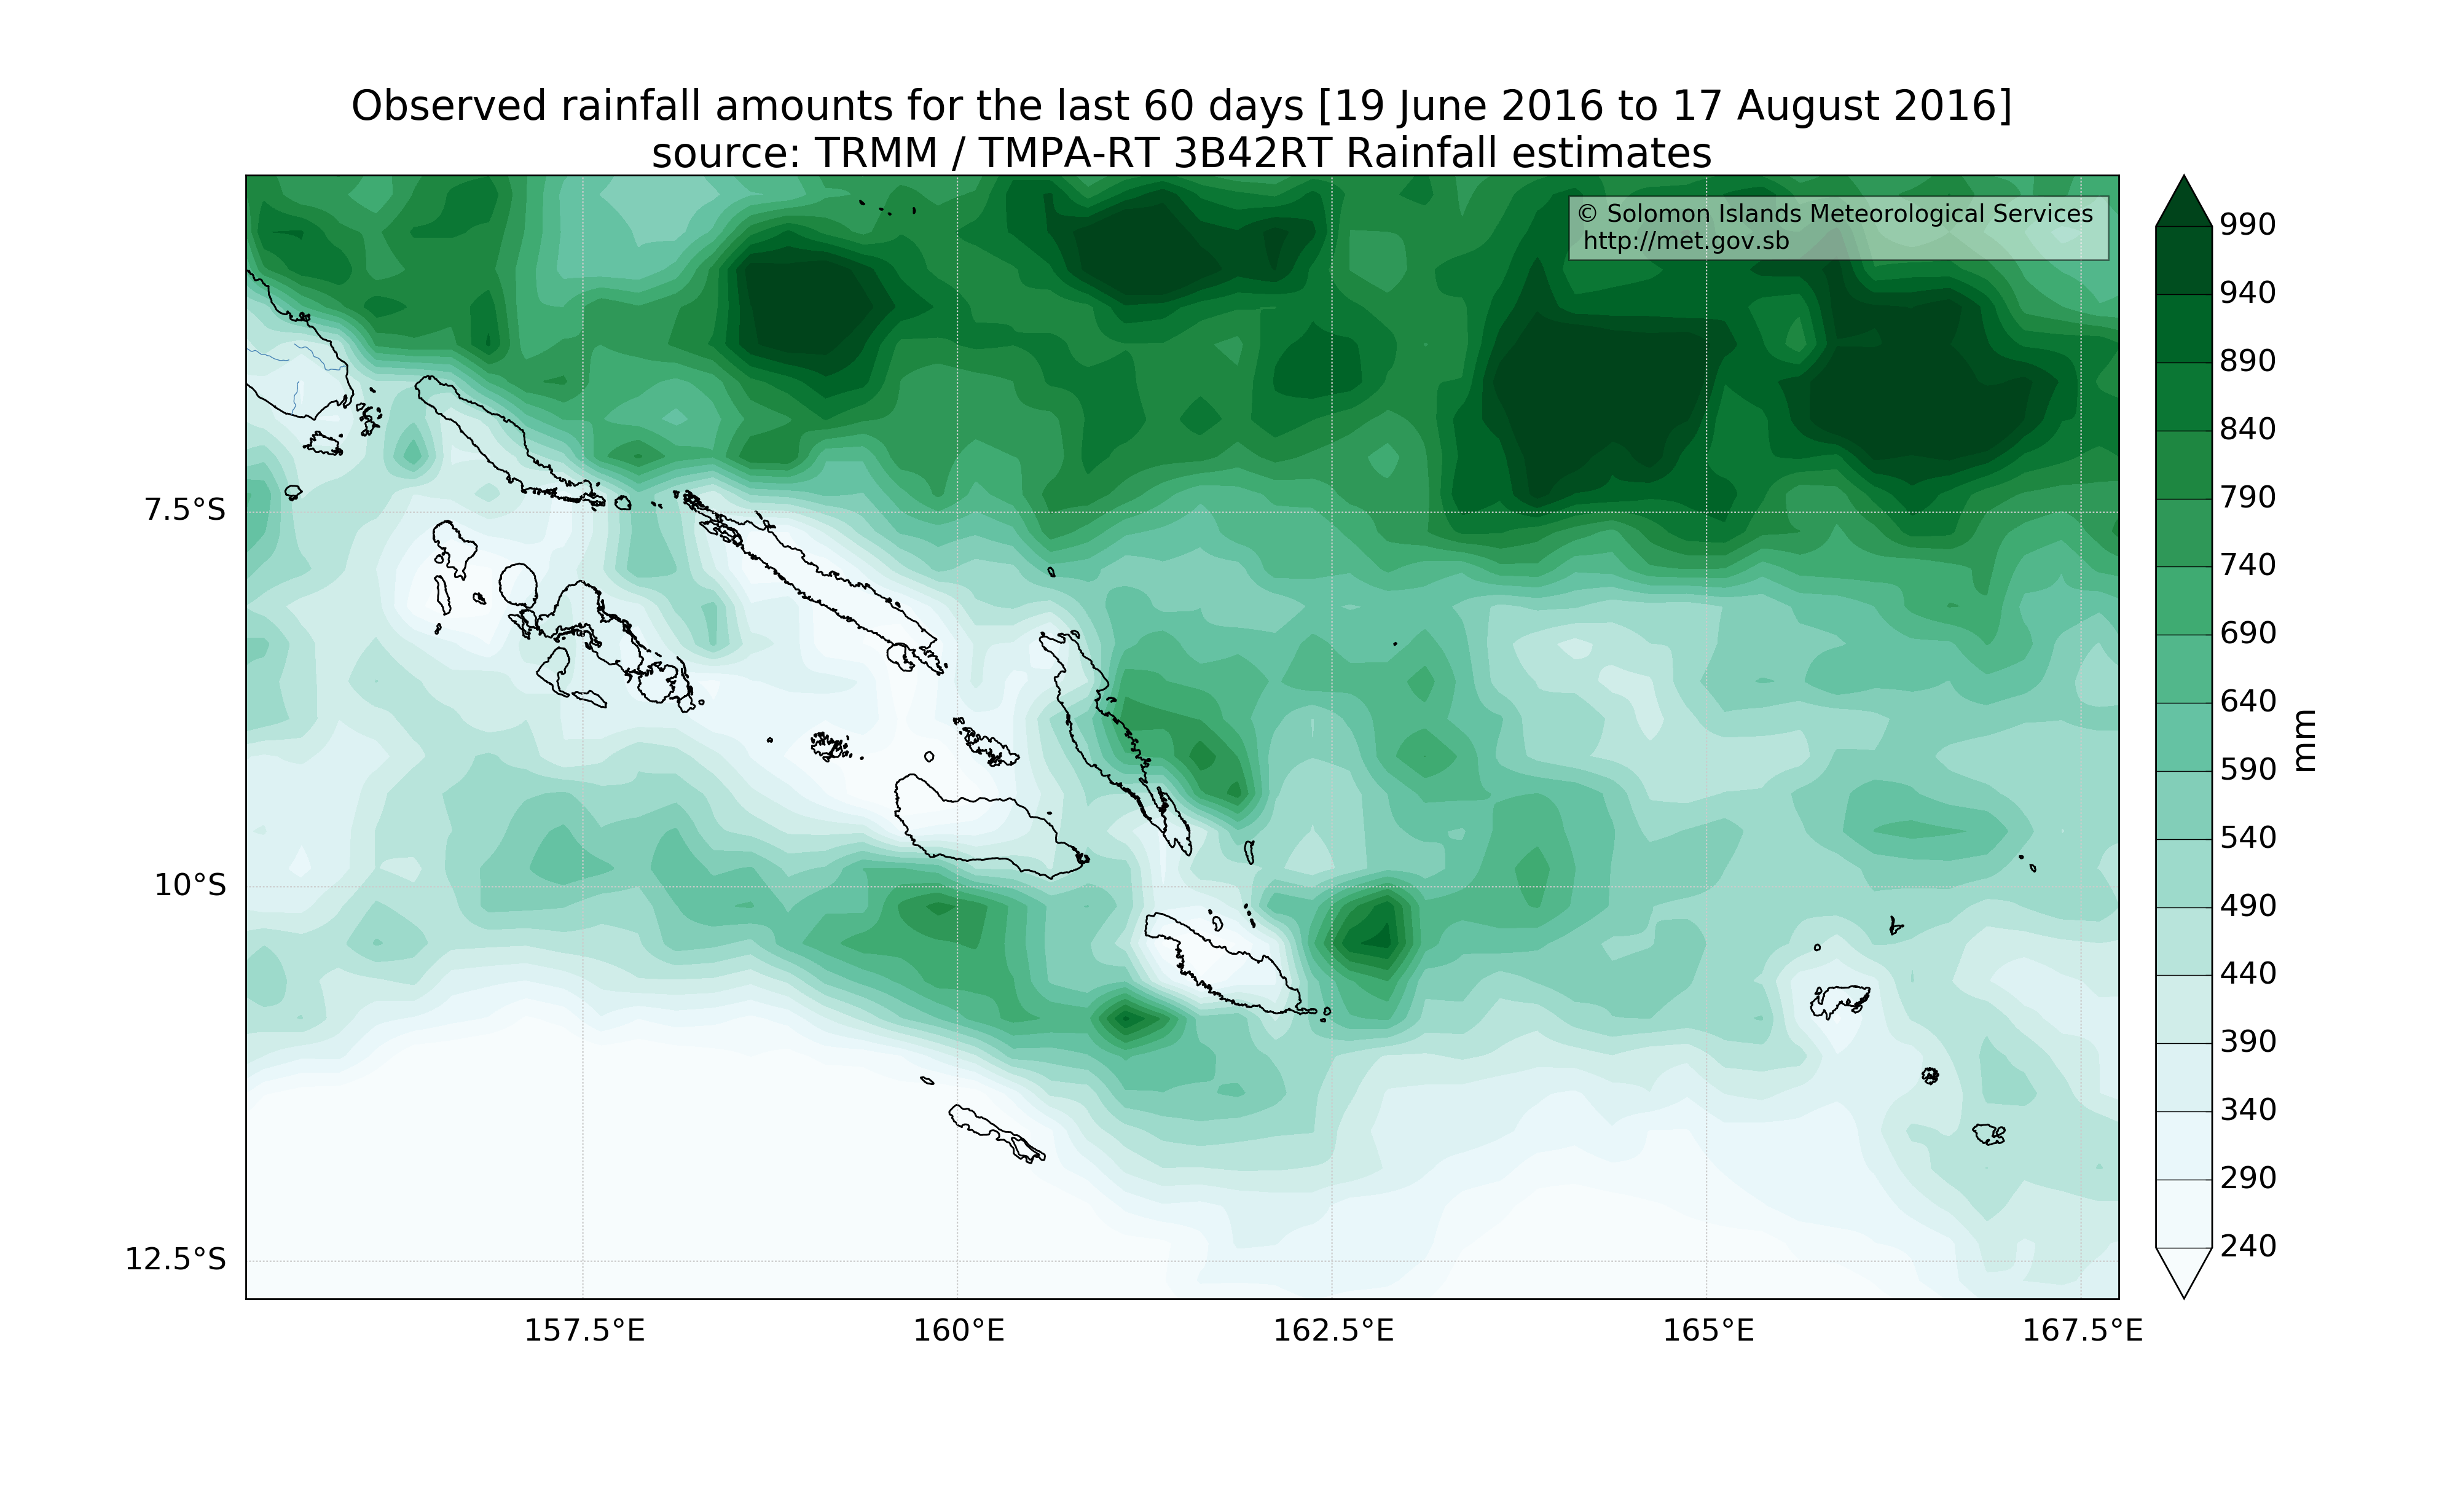 Observed rainfall amounts for the last 60 days [19 June 2016 to 17 August 2016]
source: TRMM / TMPA-RT 3B42RT Rainfall estimates
© Solomon Islands Meteorological Services
http://met.gov.sb
7.5°S
10°S
12.5°S
157.5°E
160°E
162.5°E
165°E
167.5°E
990
940
890
840
790
740
690
640
590
540
490
440
390
340
290
240
mm